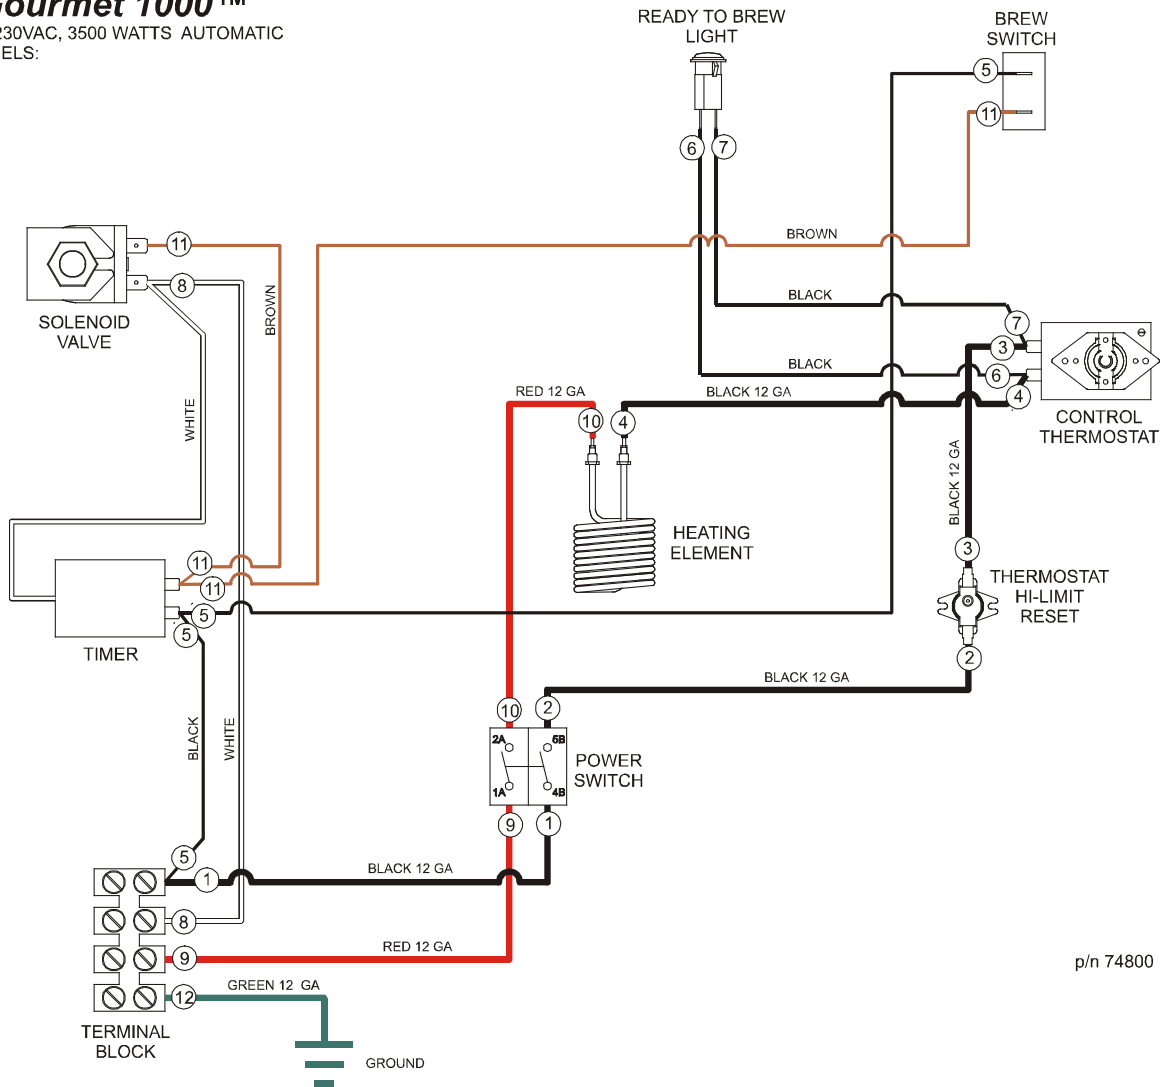 Gourmet 1000™
230VAC, 3500 WATTS AUTOMATIC
ELS:
READY TO BREW
LIGHT
BREW
SWITCH
5
11
6
7
11
BROWN
8
BROWN
SOLENOID
VALVE
BLACK
7
3
BLACK
6
RED 12 GA
BLACK 12 GA
4
WHITE
10
4
CONTROL
THERMOSTAT
BLACK 12 GA
HEATING
ELEMENT
3
11
11
THERMOSTAT
HI-LIMIT
RESET
5
5
TIMER
2
BLACK 12 GA
10
2
BLACK
WHITE
2A
5B
POWER
SWITCH
1A
4B
9
1
5
BLACK 12 GA
1
8
RED 12 GA
9
p/n 74800
GREEN 12 GA
12
TERMINAL
BLOCK
GROUND